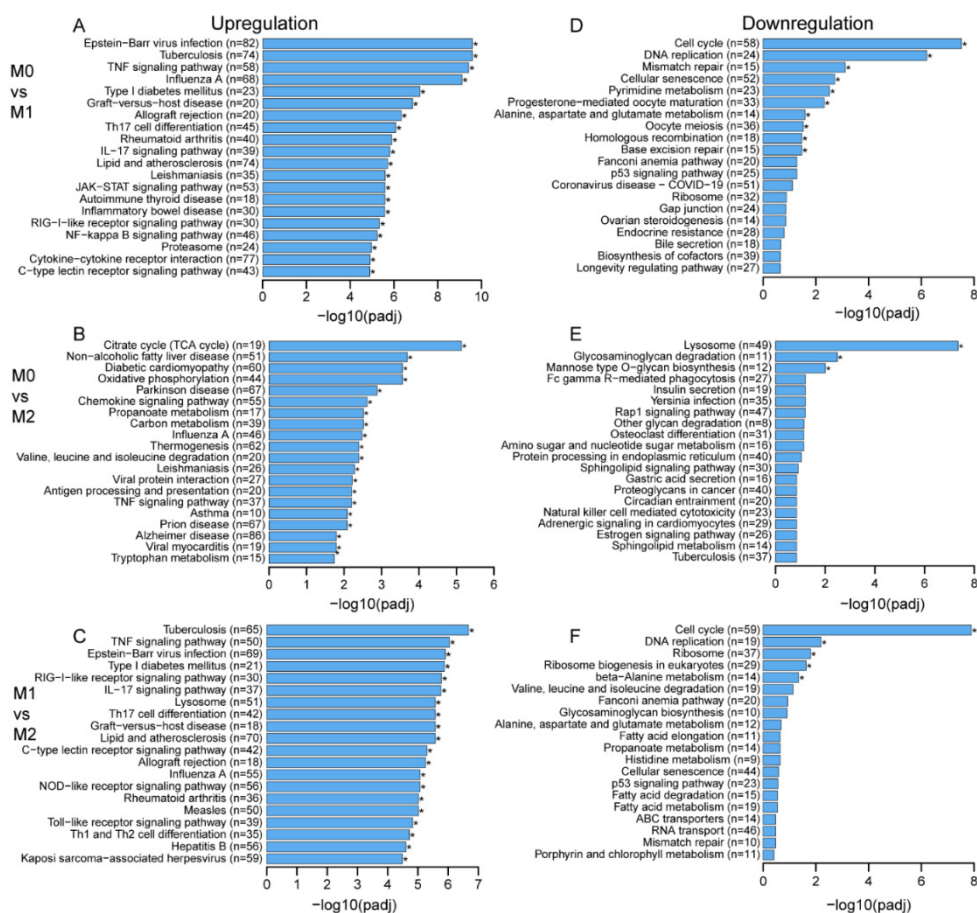 Upregulation
Downregulation
M0
vs
M1
A
Epstein−Barr virus infection (n=82)
Tuberculosis (n=74)
TNF signaling pathway (n=58)
Influenza A (n=68)
Type I diabetes mellitus (n=23)
Graft−versus−host disease (n=20)
Allograft rejection (n=20)
Th17 cell differentiation (n=45)
Rheumatoid arthritis (n=40)
IL−17 signaling pathway (n=39)
Lipid and atherosclerosis (n=74)
Leishmaniasis (n=35)
JAK−STAT signaling pathway (n=53)
Autoimmune thyroid disease (n=18)
Inflammatory bowel disease (n=30)
RIG−I−like receptor signaling pathway (n=30)
NF−kappa B signaling pathway (n=46)
Proteasome (n=24)
Cytokine−cytokine receptor interaction (n=77)
C−type lectin receptor signaling pathway (n=43)
0 2 4 6 8 10
−log10(padj)
D
Cell cycle (n=58)
DNA replication (n=24)
Mismatch repair (n=15)
Cellular senescence (n=52)
Pyrimidine metabolism (n=23)
Progesterone−mediated oocyte maturation (n=33)
Alanine, aspartate and glutamate metabolism (n=14)
Oocyte meiosis (n=36)
Homologous recombination (n=18)
Base excision repair (n=15)
Fanconi anemia pathway (n=20)
p53 signaling pathway (n=25)
Coronavirus disease − COVID−19 (n=51)
Ribosome (n=32)
Gap junction (n=24)
Ovarian steroidogenesis (n=14)
Endocrine resistance (n=28)
Bile secretion (n=18)
Biosynthesis of cofactors (n=39)
Longevity regulating pathway (n=27)
0 2 4 6 8
−log10(padj)
M0
vs
M2
B
Citrate cycle (TCA cycle) (n=19)
Non−alcoholic fatty liver disease (n=51)
Diabetic cardiomyopathy (n=60)
Oxidative phosphorylation (n=44)
Parkinson disease (n=67)
Chemokine signaling pathway (n=55)
Propanoate metabolism (n=17)
Carbon metabolism (n=39)
Influenza A (n=46)
Thermogenesis (n=62)
Valine, leucine and isoleucine degradation (n=20)
Leishmaniasis (n=26)
Viral protein interaction (n=27)
Antigen processing and presentation (n=20)
TNF signaling pathway (n=37)
Asthma (n=10)
Prion disease (n=67)
Alzheimer disease (n=86)
Viral myocarditis (n=19)
Tryptophan metabolism (n=15)
0 1 2 3 4 5 6
−log10(padj)
E
Lysosome (n=49)
Glycosaminoglycan degradation (n=11)
Mannose type O−glycan biosynthesis (n=12)
Fc gamma R−mediated phagocytosis (n=27)
Insulin secretion (n=19)
Yersinia infection (n=35)
Rap1 signaling pathway (n=47)
Other glycan degradation (n=8)
Osteoclast differentiation (n=31)
Amino sugar and nucleotide sugar metabolism (n=16)
Protein processing in endoplasmic reticulum (n=40)
Sphingolipid signaling pathway (n=30)
Gastric acid secretion (n=16)
Proteoglycans in cancer (n=40)
Circadian entrainment (n=20)
Natural killer cell mediated cytotoxicity (n=23)
Adrenergic signaling in cardiomyocytes (n=29)
Estrogen signaling pathway (n=26)
Sphingolipid metabolism (n=14)
Tuberculosis (n=37)
0 2 4 6 8
−log10(padj)
M1
vs
M2
C
Tuberculosis (n=65)
TNF signaling pathway (n=50)
Epstein−Barr virus infection (n=69)
Type I diabetes mellitus (n=21)
RIG−I−like receptor signaling pathway (n=30)
IL−17 signaling pathway (n=37)
Lysosome (n=51)
Th17 cell differentiation (n=42)
Graft−versus−host disease (n=18)
Lipid and atherosclerosis (n=70)
C−type lectin receptor signaling pathway (n=42)
Allograft rejection (n=18)
Influenza A (n=55)
NOD−like receptor signaling pathway (n=56)
Rheumatoid arthritis (n=36)
Measles (n=50)
Toll−like receptor signaling pathway (n=39)
Th1 and Th2 cell differentiation (n=35)
Hepatitis B (n=56)
Kaposi sarcoma−associated herpesvirus (n=59)
0 1 2 3 4 5 6 7
−log10(padj)
F
Cell cycle (n=59)
DNA replication (n=19)
Ribosome (n=37)
Ribosome biogenesis in eukaryotes (n=29)
beta−Alanine metabolism (n=14)
Valine, leucine and isoleucine degradation (n=19)
Fanconi anemia pathway (n=20)
Glycosaminoglycan biosynthesis (n=10)
Alanine, aspartate and glutamate metabolism (n=12)
Fatty acid elongation (n=11)
Propanoate metabolism (n=14)
Histidine metabolism (n=9)
Cellular senescence (n=44)
p53 signaling pathway (n=23)
Fatty acid degradation (n=15)
Fatty acid metabolism (n=19)
ABC transporters (n=14)
RNA transport (n=46)
Mismatch repair (n=10)
Porphyrin and chlorophyll metabolism (n=11)
0 2 4 6 8
−log10(padj)